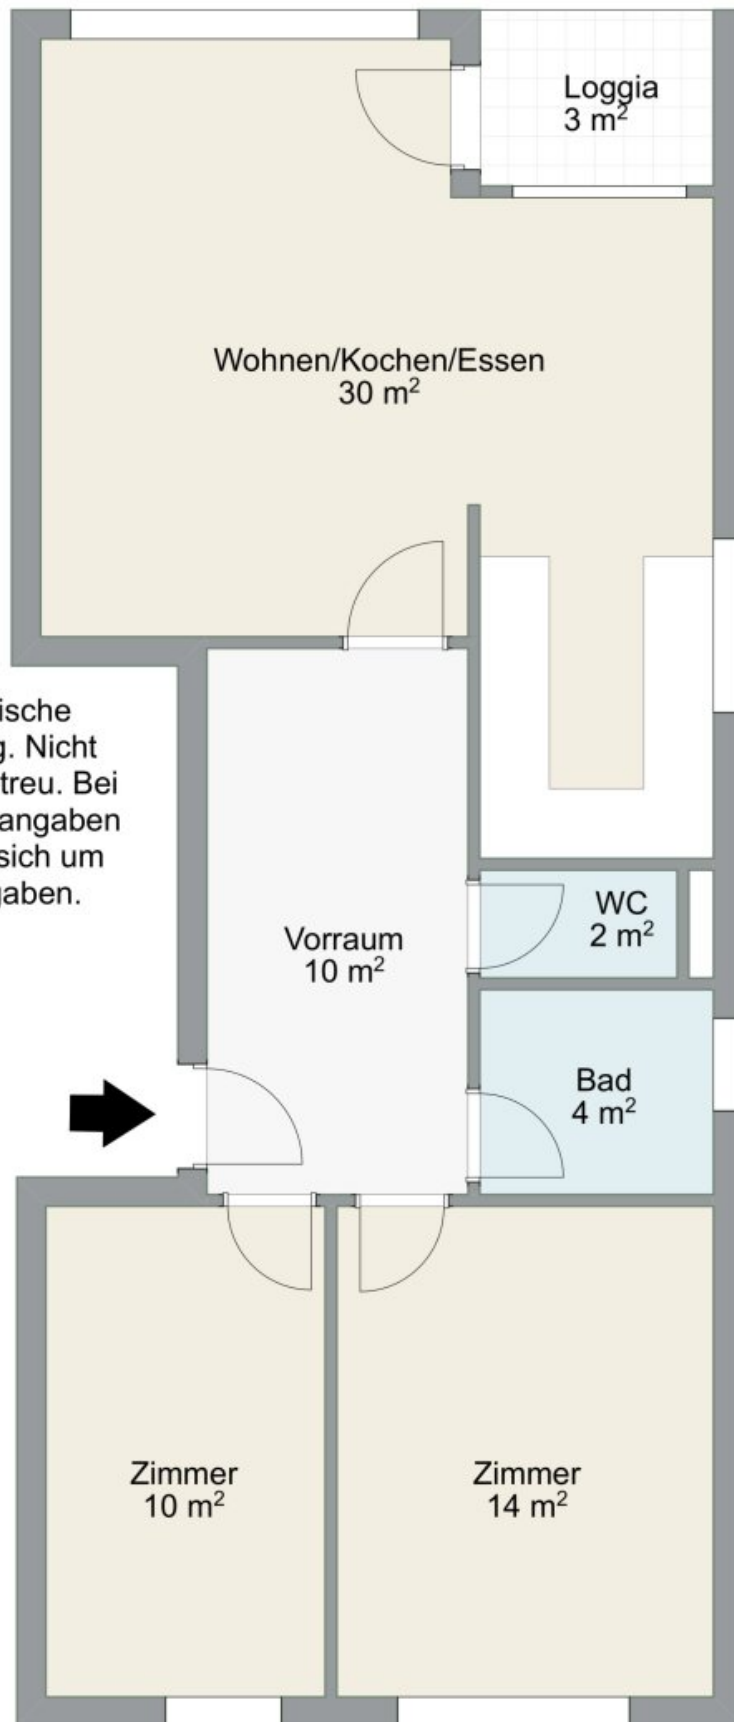 Loggia
3 m²
Wohnen/Kochen/Essen
30 m²
ische
g. Nicht
treu. Bei
angaben
sich um
gaben.
Vorraum
10 m²
WC
2 m²
Bad
4 m²
Zimmer
10 m²
Zimmer
14 m²